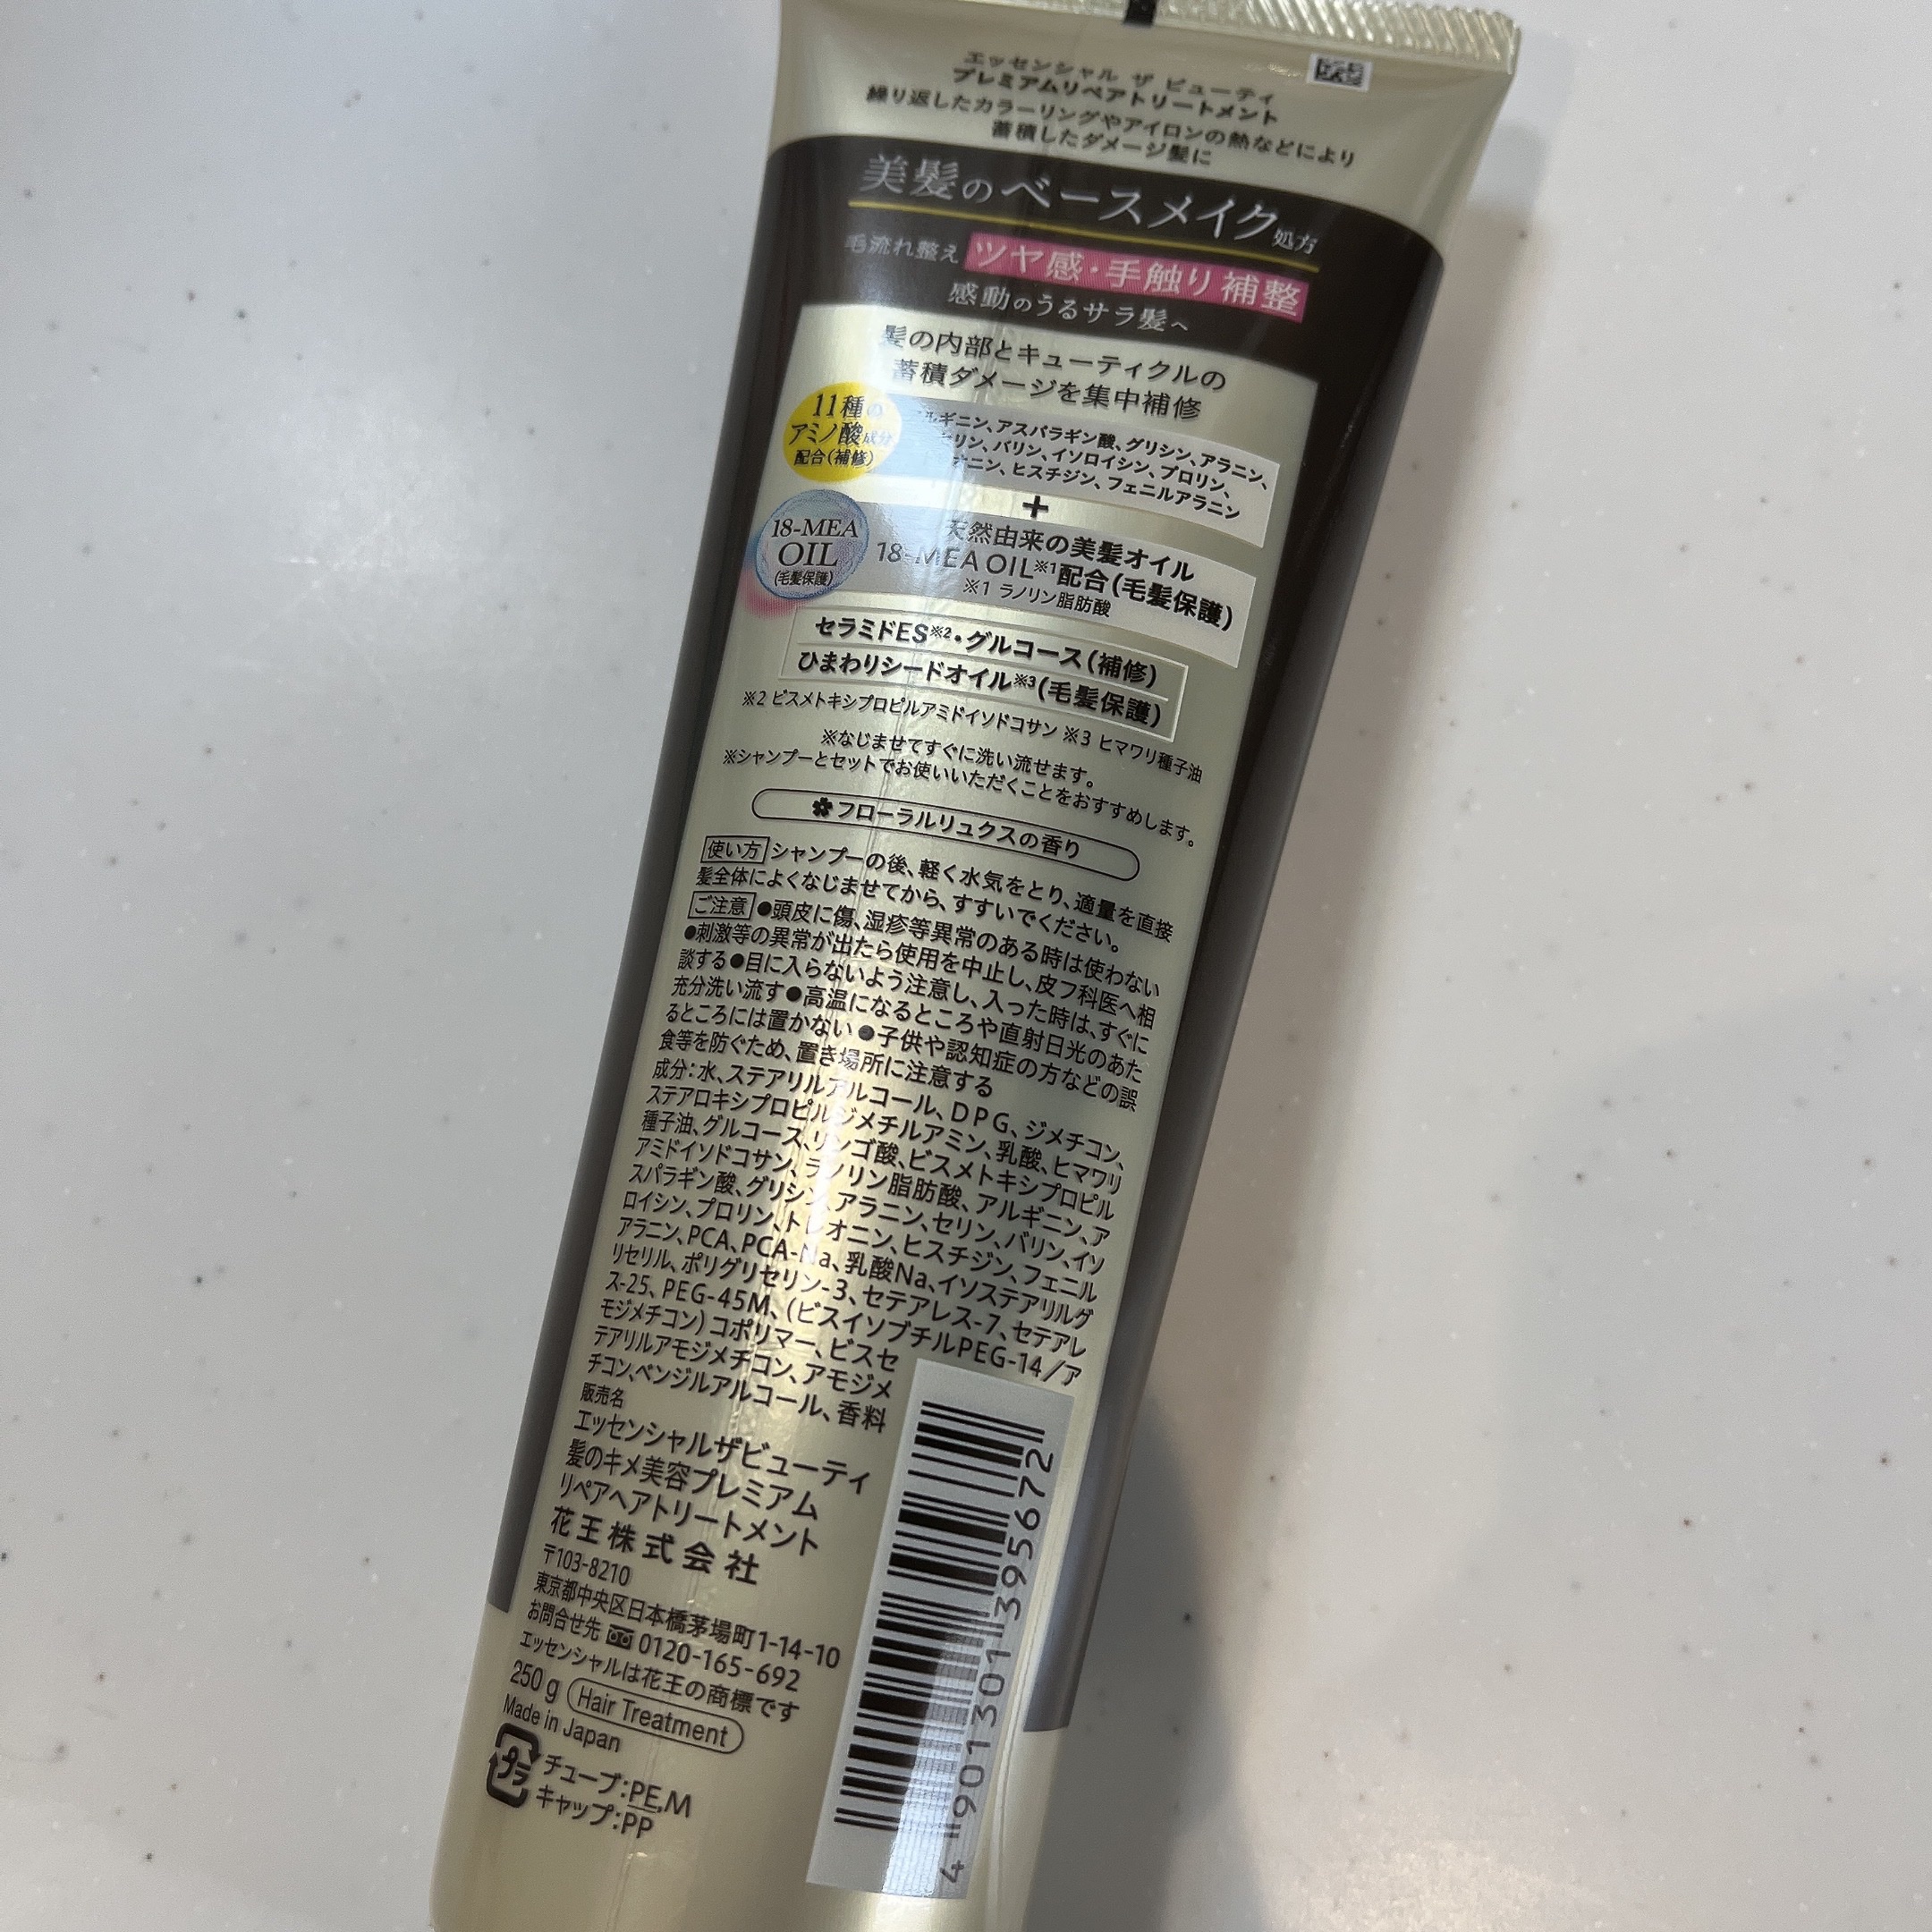 エッセンシャル ザ ビューティ
プレミアムリペアトリートメント
繰り返したカラーリングやアイロンの熱などにより
蓄積したダメージ髪に
美髪のベースメイク処方
毛流れ整え ツヤ感・手触り補整
感動のうるサラ髪へ
髪の内部とキューティクルの
蓄積ダメージを集中補修
11種の
アミノ酸成分
配合(補修)
ルギニン、アスパラギン酸、グリシン、アラニン、
リン、バリン、イソロイシン、プロリン、
オニン、ヒスチジン、フェニルアラニン
+
18-MEA
OIL
(毛髪保護)
天然由来の美髪オイル
18-MEA OIL※1配合(毛髪保護)
※1 ラノリン脂肪酸
セラミドES※2・グルコース(補修)
ひまわりシードオイル※3(毛髪保護)
※2 ビスメトキシプロピルアミドイソドコサン ※3 ヒマワリ種子油
※なじませてすぐに洗い流せます。
※シャンプーとセットでお使いいただくことをおすすめします。
フローラルリュクスの香り
使い方 シャンプーの後、軽く水気をとり、適量を直接
髪全体によくなじませてから、すすいでください。
ご注意 ●頭皮に傷、湿疹等異常のある時は使わない
●刺激等の異常が出たら使用を中止し、皮フ科医へ相
談する●目に入らないよう注意し、入った時は、すぐに
充分洗い流す●高温になるところや直射日光のあた
るところには置かない ●子供や認知症の方などの誤
食等を防ぐため、置き場所に注意する
成分:水、ステアリルアルコール、DPG、ジメチコン、
ステアロキシプロピルジメチルアミン、乳酸、ヒマワリ
種子油、グルコース、リンゴ酸、ビスメトキシプロピル
アミドイソドコサン、ラノリン脂肪酸、アルギニン、ア
スパラギン酸、グリシン、アラニン、セリン、バリン、イソ
ロイシン、プロリン、トレオニン、ヒスチジン、フェニル
アラニン、PCA、PCA-Na、乳酸Na、イソステアリルグ
リセリル、ポリグリセリン-3、セテアレス-7、セテアレ
ス-25、PEG-45M、(ビスイソブチルPEG-14/ア
モジメチコン)コポリマー、ビスセ
テアリルアモジメチコン、アモジメ
チコン、ベンジルアルコール、香料
販売名
エッセンシャルザビューティ
髪のキメ美容プレミアム
リペアヘアトリートメント
花王株式会社
〒103-8210
東京都中央区日本橋茅場町1-14-10
お問合せ先 0120-165-692
エッセンシャルは花王の商標です
250g Hair Treatment
Made in Japan
プラ
チューブ:PE,M
キャップ:PP
4 901301 395672